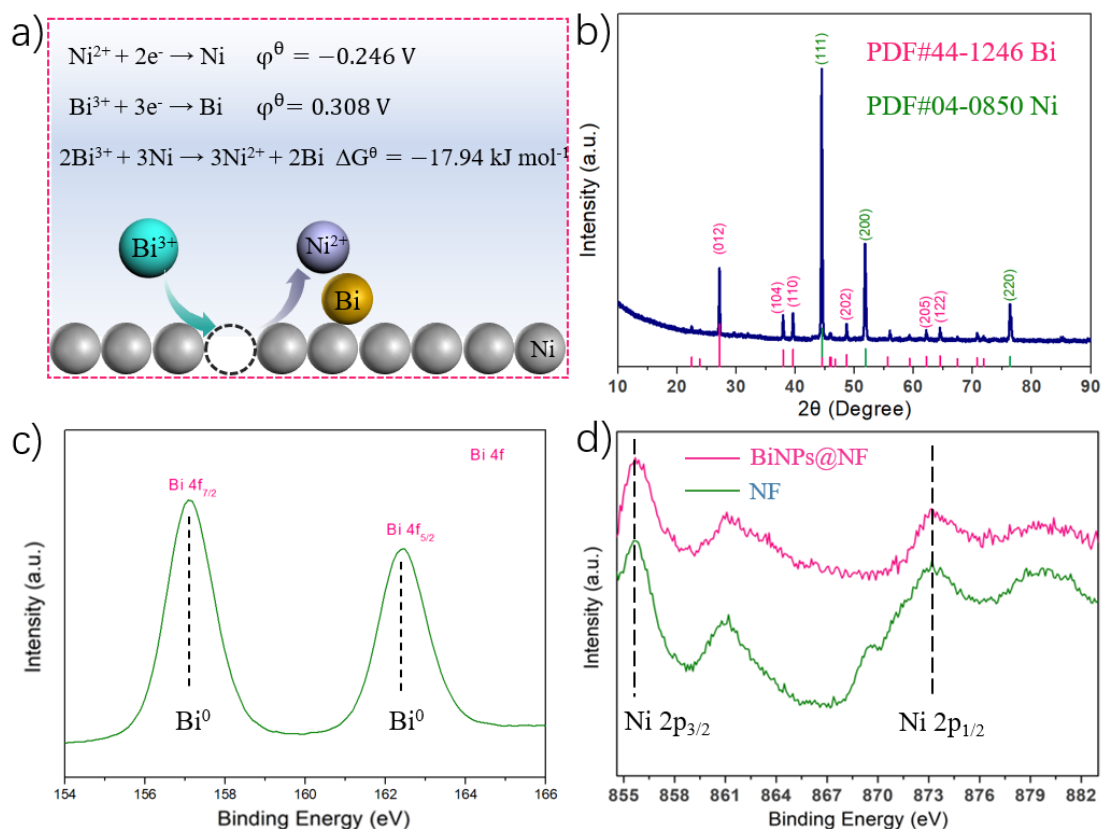 a)
Ni²⁺ + 2e⁻ → Ni φᶿ = −0.246 V
Bi³⁺ + 3e⁻ → Bi φᶿ = 0.308 V
2Bi³⁺ + 3Ni → 3Ni²⁺ + 2Bi ΔGᶿ = −17.94 kJ mol⁻¹
Bi³⁺
Ni²⁺
Bi
Ni
b)
PDF#44-1246 Bi
PDF#04-0850 Ni
(012)
(104)
(110)
(111)
(202)
(200)
(205)
(122)
(220)
Intensity (a.u.)
10 20 30 40 50 60 70 80 90
2θ (Degree)
c)
Bi 4f
Bi 4f₇/₂
Bi 4f₅/₂
Bi⁰
Bi⁰
Intensity (a.u.)
154 156 158 160 162 164 166
Binding Energy (eV)
d)
BiNPs@NF
NF
Ni 2p₃/₂
Ni 2p₁/₂
Intensity (a.u.)
855 858 861 864 867 870 873 876 879 882
Binding Energy (eV)